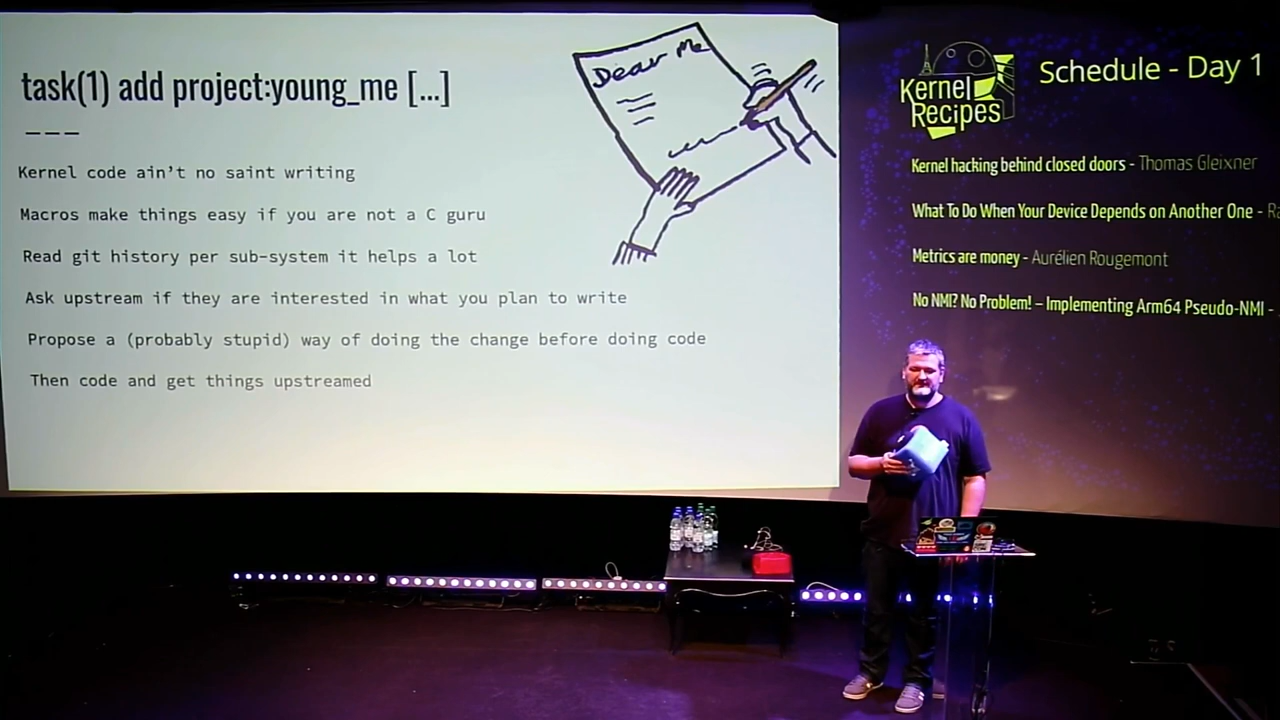 task(1) add project:young_me [...]
---
Kernel code ain't no saint writing
Macros make things easy if you are not a C guru
Read git history per sub-system it helps a lot
Ask upstream if they are interested in what you plan to write
Propose a (probably stupid) way of doing the change before doing code
Then code and get things upstreamed
Dear Me
Kernel
Recipes
Schedule - Day 1
Kernel hacking behind closed doors - Thomas Gleixner
What To Do When Your Device Depends on Another One - Ra
Metrics are money - Aurélien Rougemont
No NMI? No Problem! – Implementing Arm64 Pseudo-NMI -